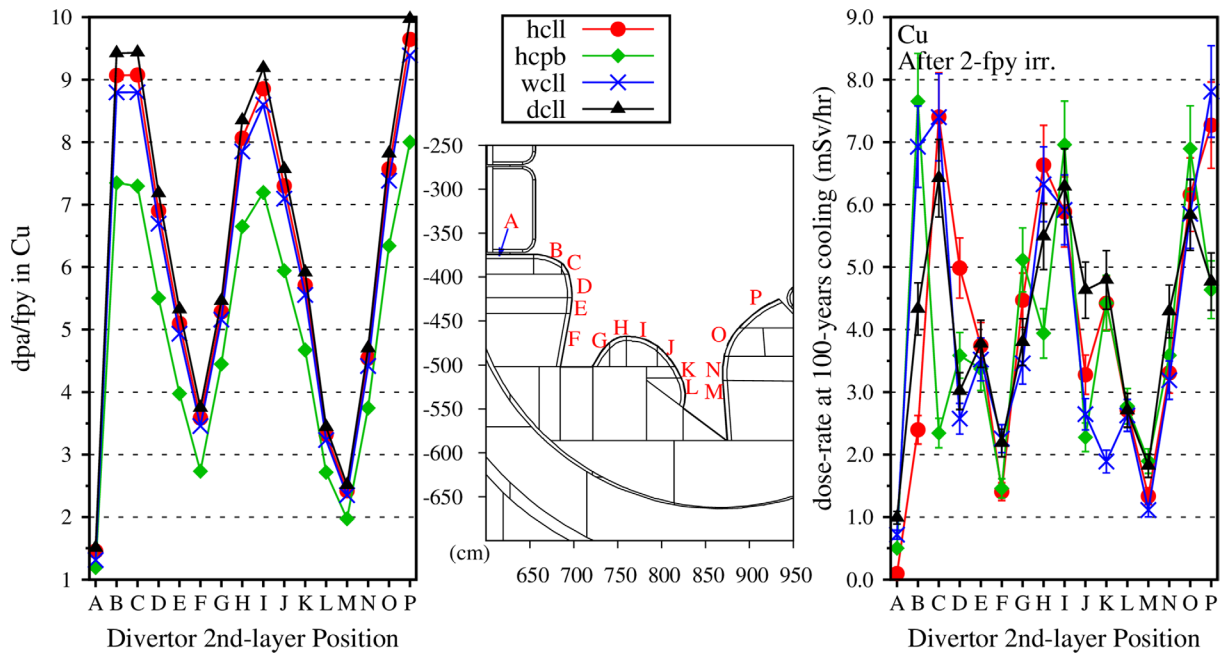 10
9
8
7
6
5
4
3
2
1
dpa/fpy in Cu
A B C D E F G H I J K L M N O P
Divertor 2nd-layer Position
hcll
hcpb
wcll
dcll
-250
-300
-350
-400
-450
-500
-550
-600
-650
(cm)
650 700 750 800 850 900 950
A
B
C
D
E
F
G
H
I
J
K
L
M
N
O
P
9.0
8.0
7.0
6.0
5.0
4.0
3.0
2.0
1.0
0.0
dose-rate at 100-years cooling (mSv/hr)
Cu
After 2-fpy irr.
A B C D E F G H I J K L M N O P
Divertor 2nd-layer Position